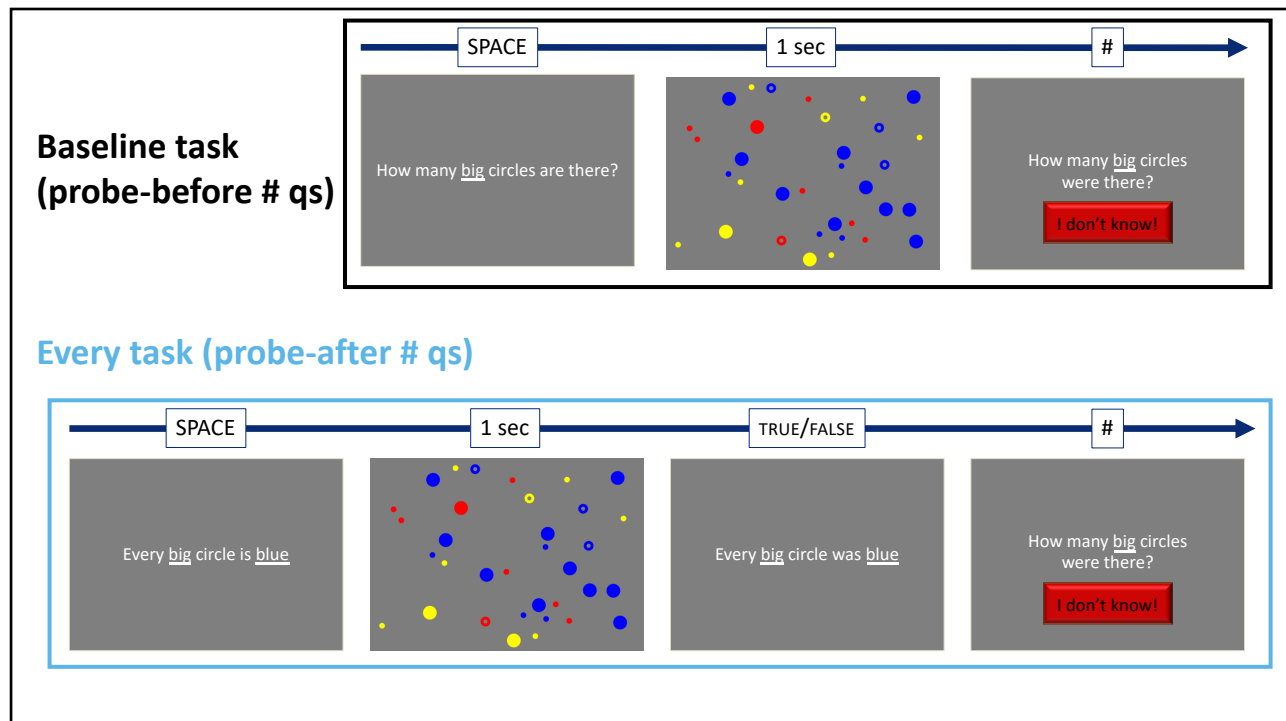 SPACE
1 sec
#
Baseline task
(probe-before # qs)
How many big circles are there?
How many big circles
were there?
I don't know!
Every task (probe-after # qs)
SPACE
1 sec
TRUE/FALSE
#
Every big circle is blue
Every big circle was blue
How many big circles
were there?
I don't know!